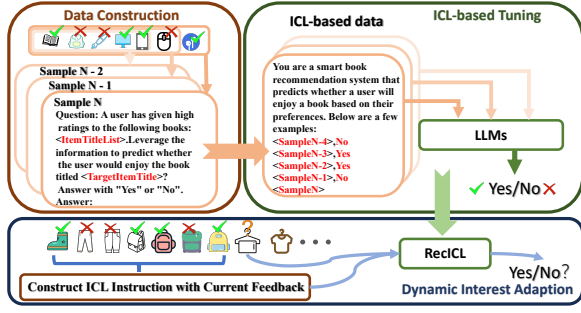 Data Construction
Sample N - 2
Sample N - 1
Sample N
Question: A user has given high
ratings to the following books:
<ItemTitleList>.Leverage the
information to predict whether
the user would enjoy the book
titled <TargetItemTitle>?
Answer with "Yes" or "No".
Answer:
ICL-based data
ICL-based Tuning
You are a smart book
recommendation system that
predicts whether a user will
enjoy a book based on their
preferences. Below are a few
examples:
<SampleN-4>,No
<SampleN-3>,Yes
<SampleN-2>,Yes
<SampleN-1>,No
<SampleN>
LLMs
Yes/No
Construct ICL Instruction with Current Feedback
RecICL
Yes/No?
Dynamic Interest Adaption